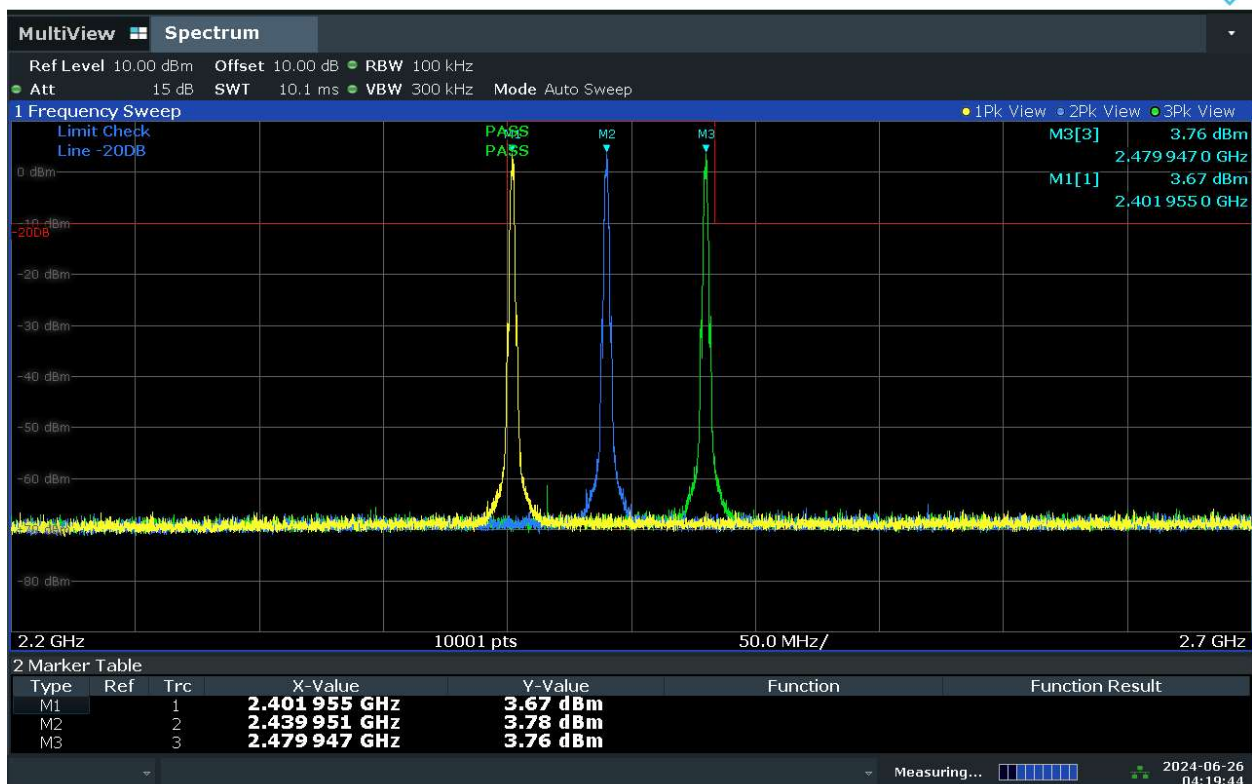 MultiView Spectrum
Ref Level 10.00 dBm Offset 10.00 dB RBW 100 kHz
Att 15 dB SWT 10.1 ms VBW 300 kHz Mode Auto Sweep
1 Frequency Sweep 1Pk View 2Pk View 3Pk View
Limit Check PASS M1 M2 M3 M3[3] 3.76 dBm
Line -20DB PASS 2.479 947 0 GHz
0 dBm M1[1] 3.67 dBm
2.401 955 0 GHz
-10 dBm
-20DB
-20 dBm
-30 dBm
-40 dBm
-50 dBm
-60 dBm
-80 dBm
2.2 GHz 10001 pts 50.0 MHz/ 2.7 GHz
2 Marker Table
Type Ref Trc X-Value Y-Value Function Function Result
M1 1 2.401 955 GHz 3.67 dBm
M2 2 2.439 951 GHz 3.78 dBm
M3 3 2.479 947 GHz 3.76 dBm
Measuring... 2024-06-26
04:19:44